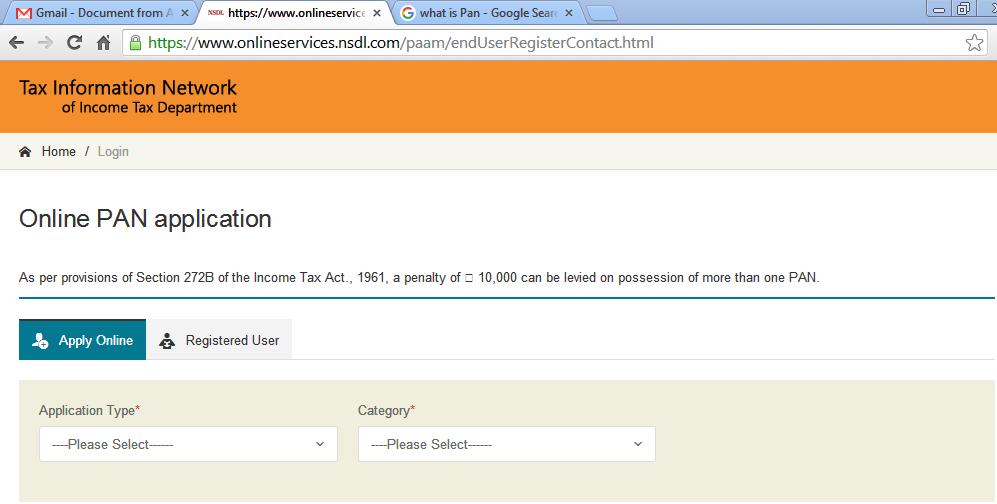 Gmail - Document from A
NSDL https://www.onlineservice
what is Pan - Google Sear
https://www.onlineservices.nsdl.com/paam/endUserRegisterContact.html
Tax Information Network
of Income Tax Department
Home / Login
Online PAN application
As per provisions of Section 272B of the Income Tax Act., 1961, a penalty of □ 10,000 can be levied on possession of more than one PAN.
Apply Online
Registered User
Application Type*
Category*
----Please Select------
----Please Select------